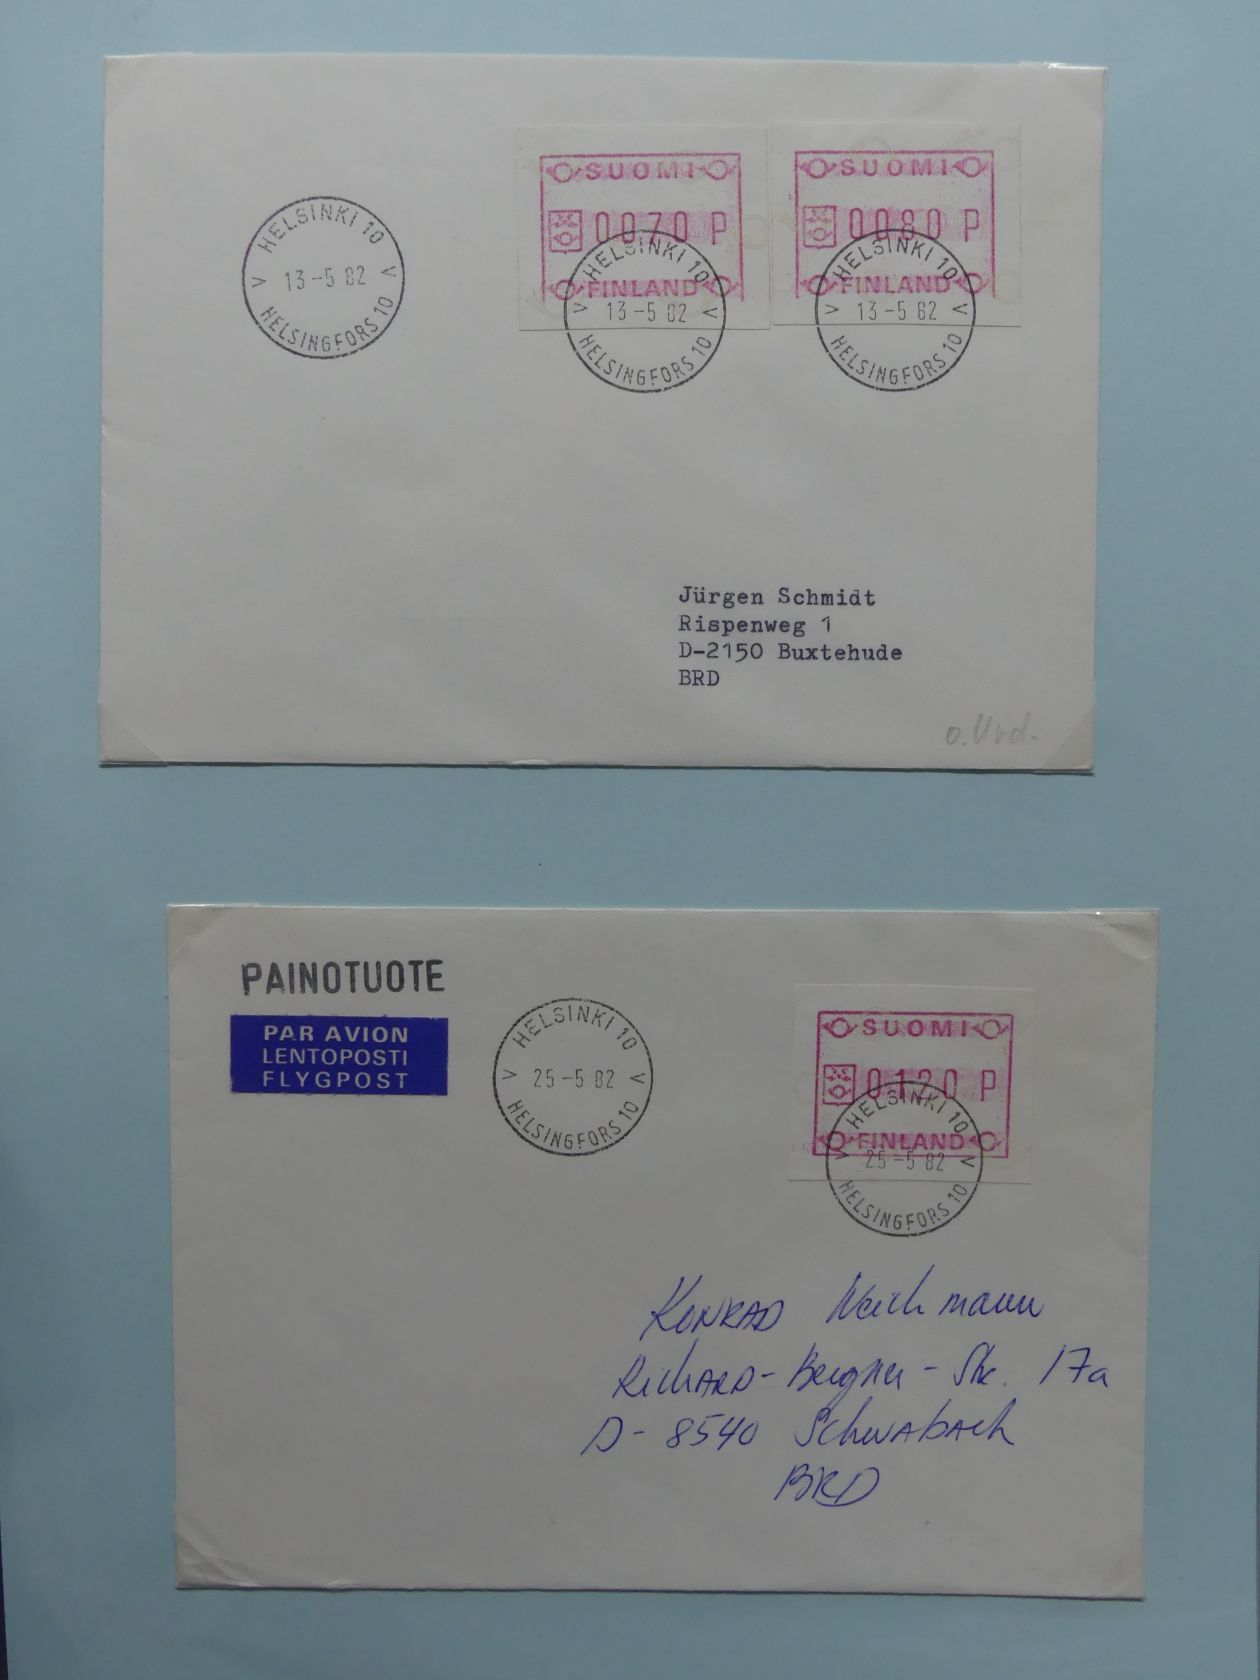 SUOMI
0070 P
FINLAND
SUOMI
0080 P
FINLAND
HELSINKI 10
13-5 82
HELSINGFORS 10
HELSINKI 10
13-5 82
HELSINGFORS 10
HELSINKI 10
13-5 82
HELSINGFORS 10
Jürgen Schmidt
Rispenweg 1
D-2150 Buxtehude
BRD
PAINOTUOTE
PAR AVION
LENTOPOSTI
FLYGPOST
HELSINKI 10
25-5 82
HELSINGFORS 10
SUOMI
0120 P
FINLAND
HELSINKI 10
25-5 82
HELSINGFORS 10
KONRAD
RICHARD-Bergner-Str. 17a
D-8540 Schwabach
BRD